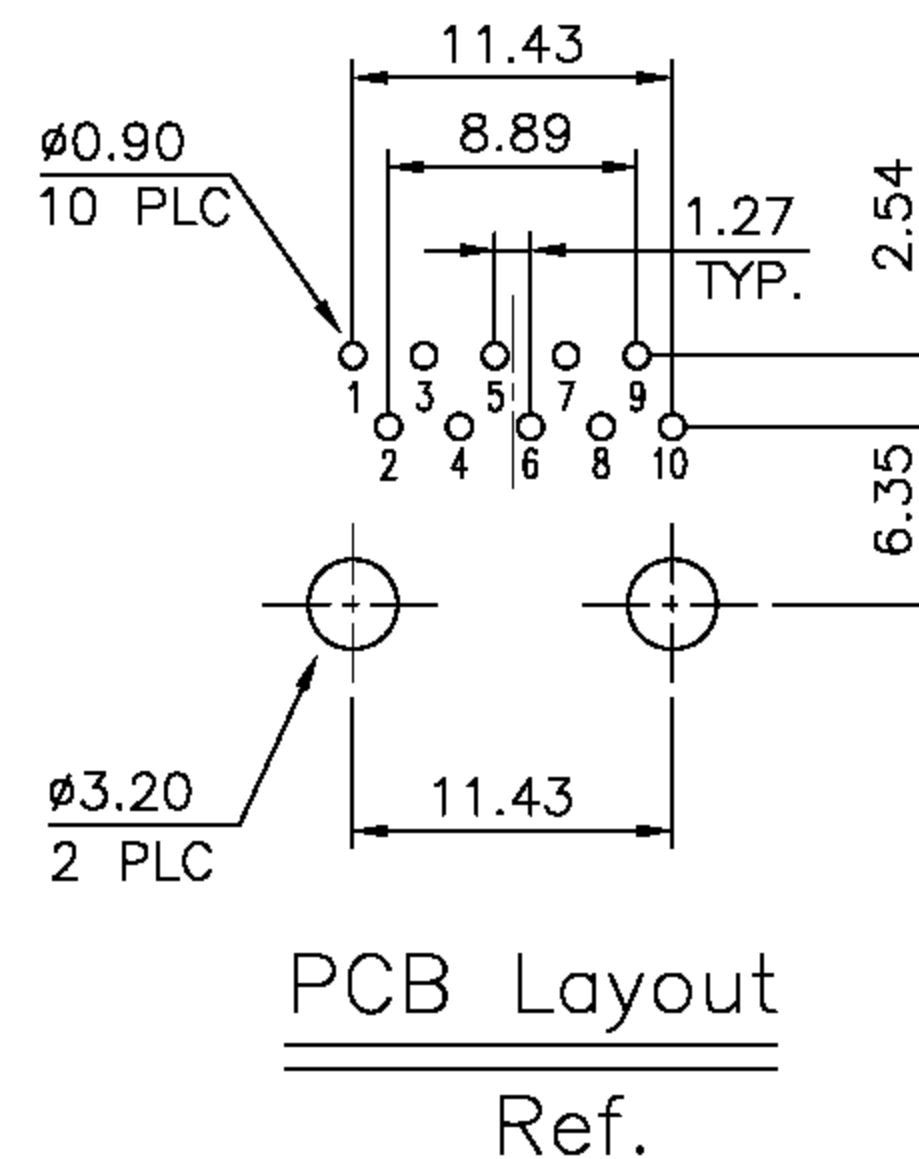 11.43
8.89
ø0.90
10 PLC
1.27
TYP.
2.54
1 3 5 7 9
2 4 6 8 10
6.35
ø3.20
2 PLC
11.43
PCB Layout
Ref.